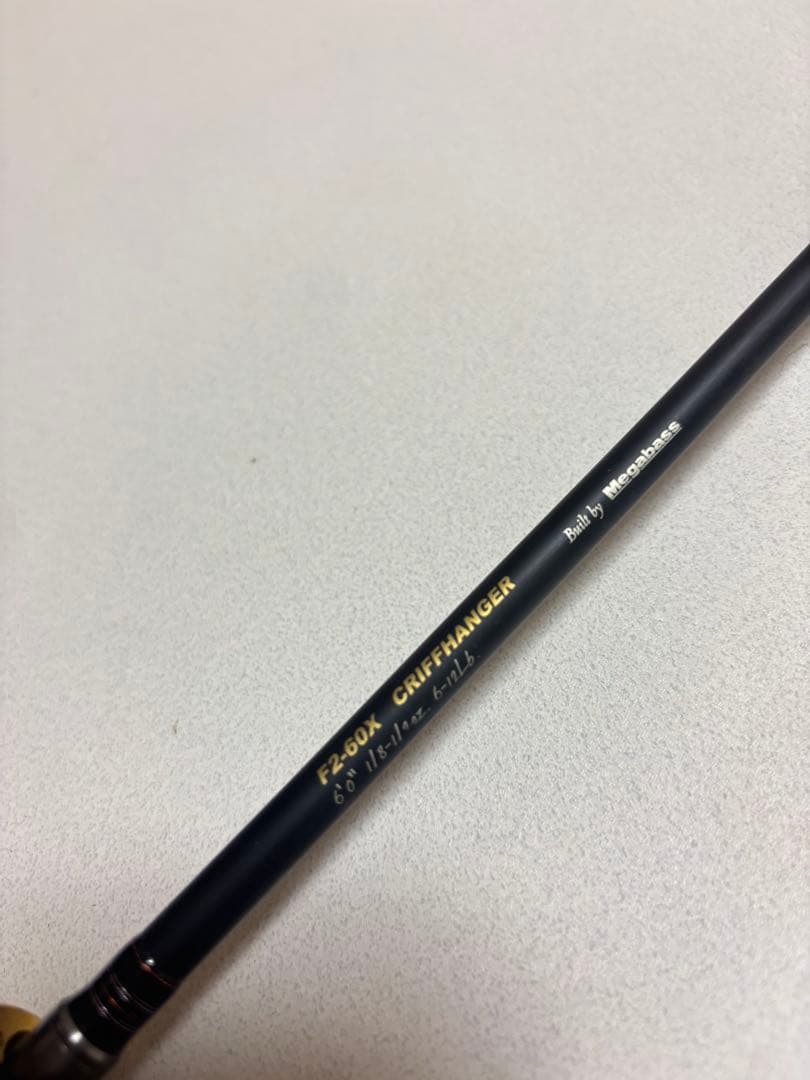 F2-60X CRIFFHANGER
6'0" 1/8-1/4oz. 6-12Lb.
Built by Megabass